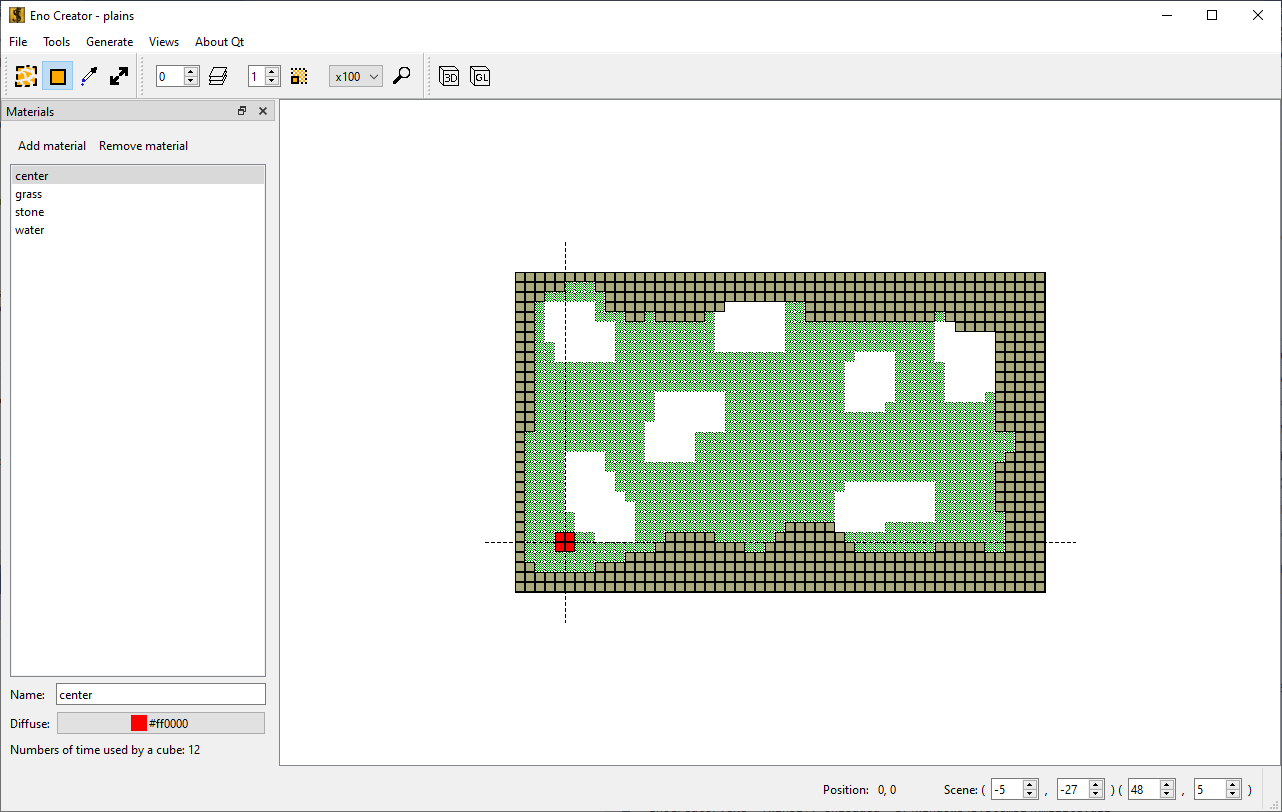 Eno Creator - plains
File Tools Generate Views About Qt
0 1 x100 3D GL
Materials
Add material Remove material
center
grass
stone
water
Name: center
Diffuse: #ff0000
Numbers of time used by a cube: 12
Position: 0, 0 Scene: ( -5 , -27 ) ( 48 , 5 )